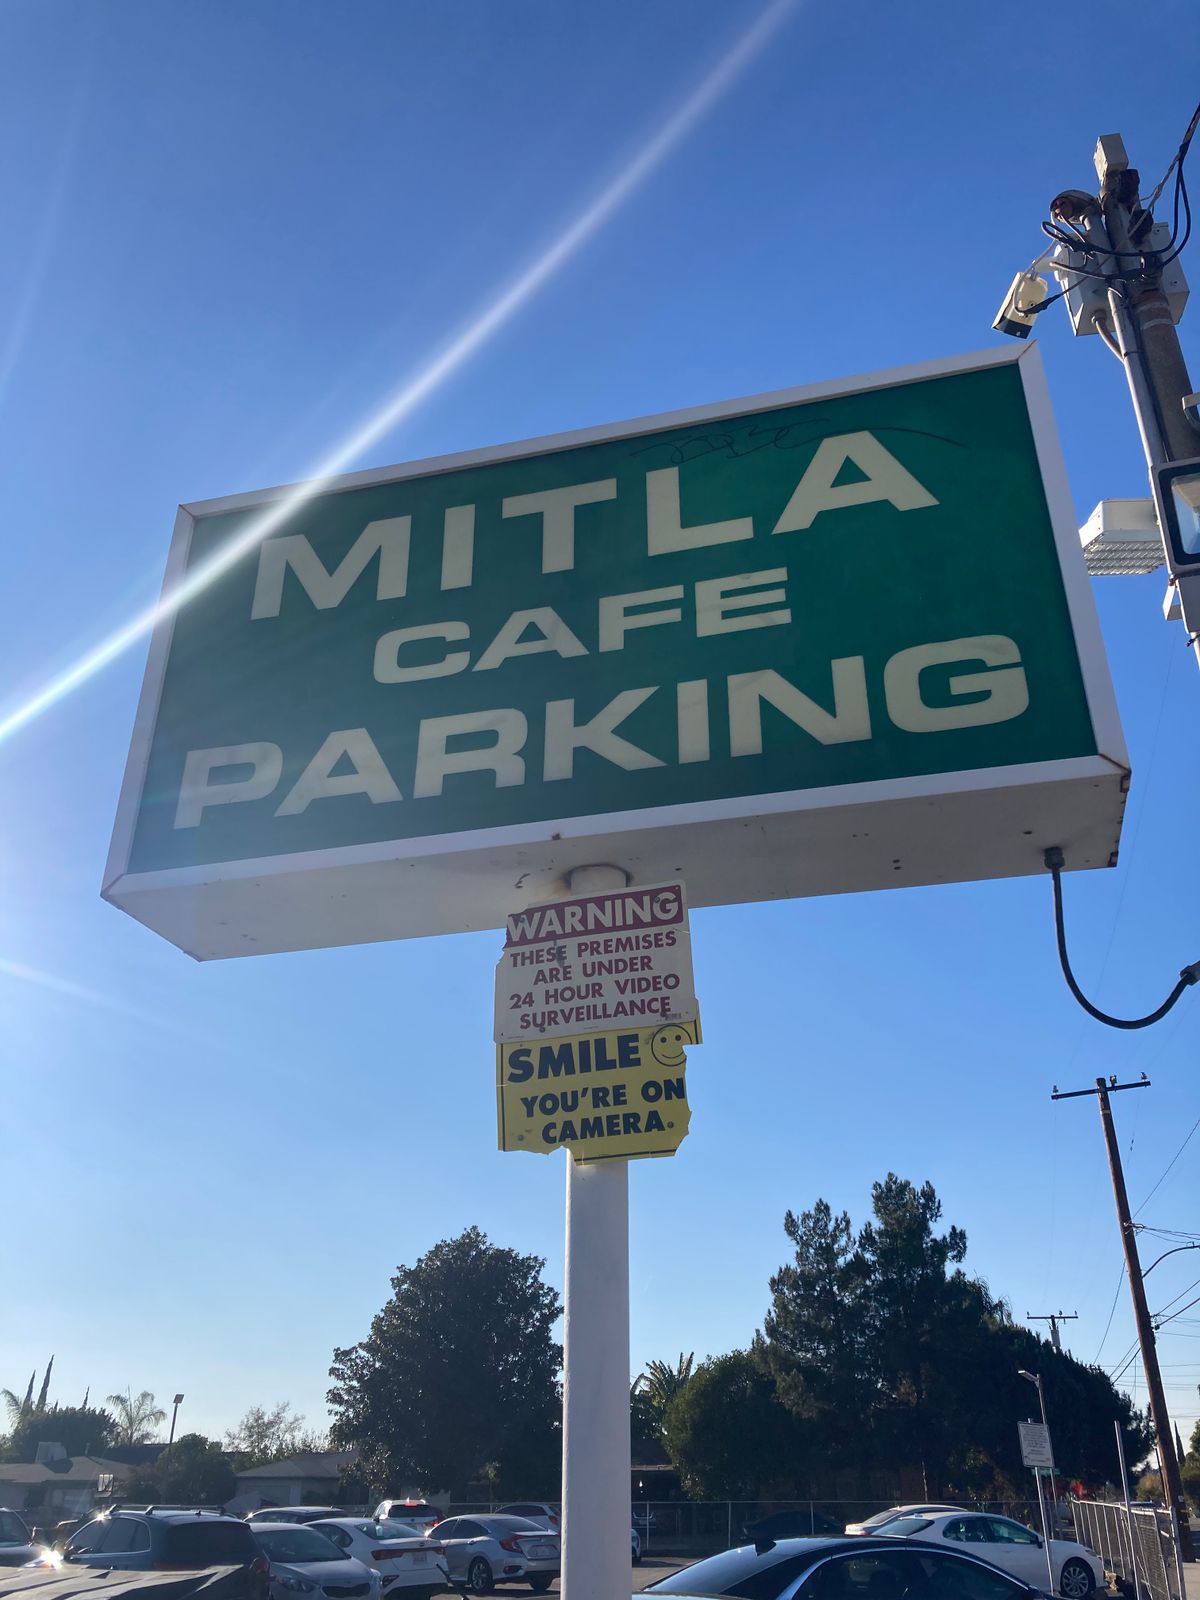 MITLA
CAFE
PARKING
WARNING
THESE PREMISES
ARE UNDER
24 HOUR VIDEO
SURVEILLANCE
SMILE
YOU'RE ON
CAMERA.